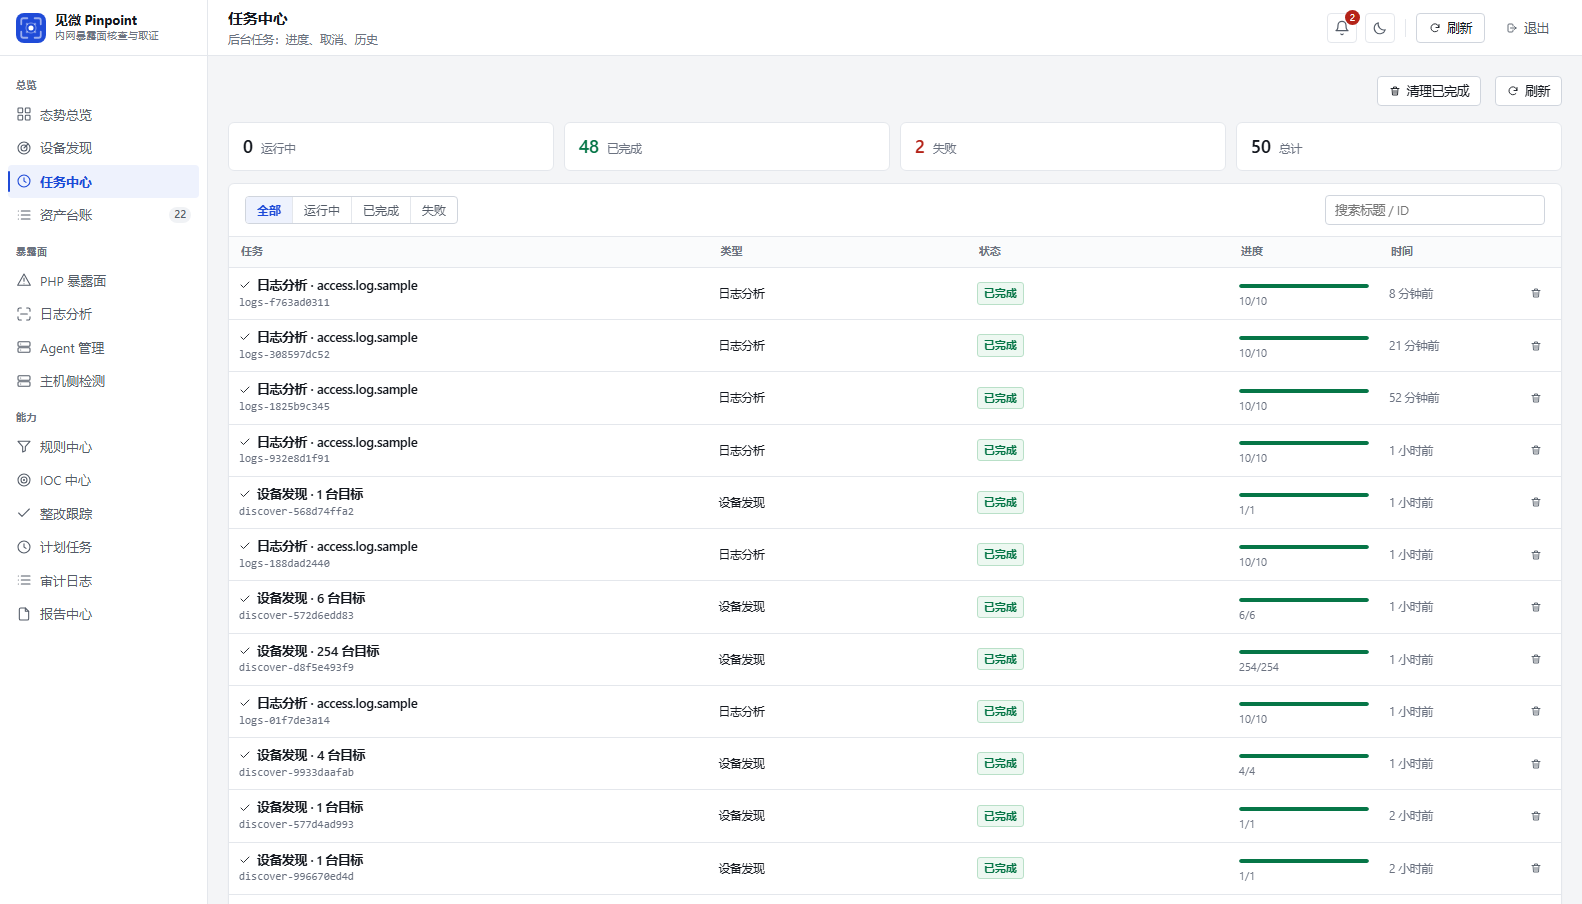 见微 Pinpoint
内网暴露面核查与取证
任务中心
后台任务：进度、取消、历史
2
刷新
退出
总览
态势总览
设备发现
任务中心
资产台账
22
暴露面
PHP 暴露面
日志分析
Agent 管理
主机侧检测
能力
规则中心
IOC 中心
整改跟踪
计划任务
审计日志
报告中心
清理已完成
刷新
0 运行中
48 已完成
2 失败
50 总计
全部
运行中
已完成
失败
搜索标题 / ID
任务 类型 状态 进度 时间
日志分析 · access.log.sample
logs-f763ad0311
日志分析
已完成
10/10
8 分钟前
日志分析 · access.log.sample
logs-308597dc52
日志分析
已完成
10/10
21 分钟前
日志分析 · access.log.sample
logs-1825b9c345
日志分析
已完成
10/10
52 分钟前
日志分析 · access.log.sample
logs-932e8d1f91
日志分析
已完成
10/10
1 小时前
设备发现 · 1 台目标
discover-568d74ffa2
设备发现
已完成
1/1
1 小时前
日志分析 · access.log.sample
logs-188dad2440
日志分析
已完成
10/10
1 小时前
设备发现 · 6 台目标
discover-572d6edd83
设备发现
已完成
6/6
1 小时前
设备发现 · 254 台目标
discover-d8f5e493f9
设备发现
已完成
254/254
1 小时前
日志分析 · access.log.sample
logs-01f7de3a14
日志分析
已完成
10/10
1 小时前
设备发现 · 4 台目标
discover-9933daafab
设备发现
已完成
4/4
1 小时前
设备发现 · 1 台目标
discover-577d4ad993
设备发现
已完成
1/1
2 小时前
设备发现 · 1 台目标
discover-996670ed4d
设备发现
已完成
1/1
2 小时前